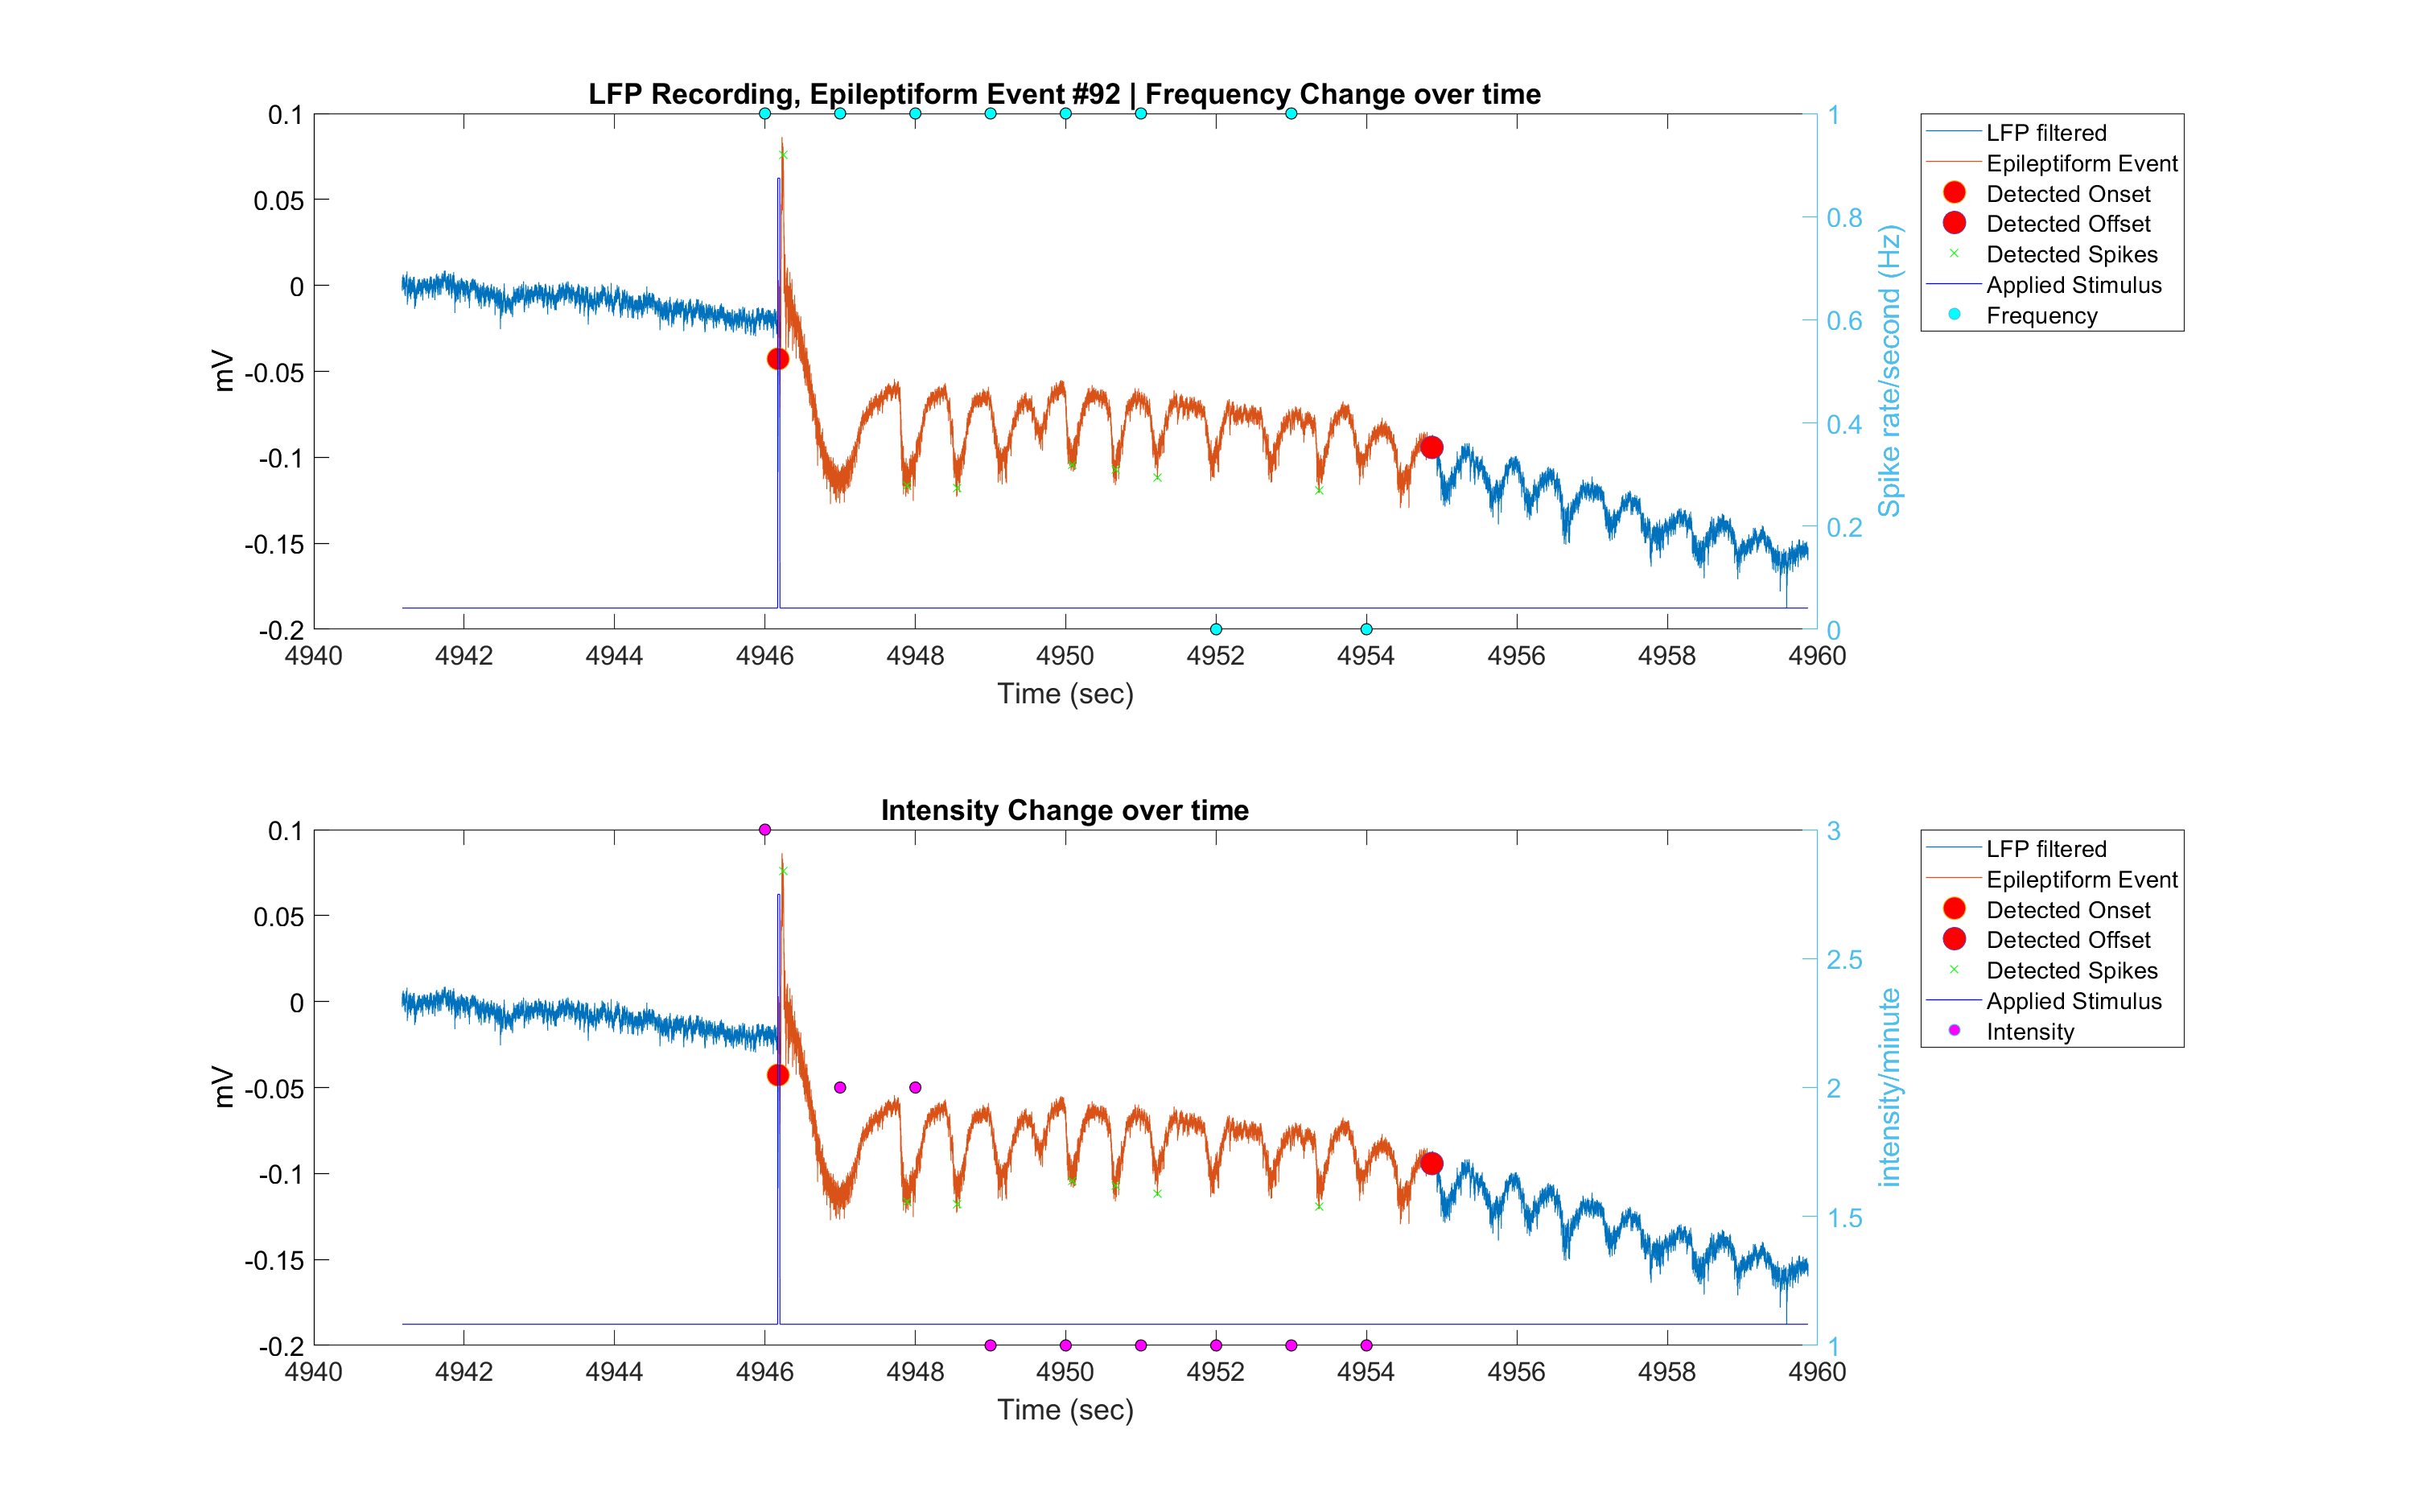 LFP Recording, Epileptiform Event #92 | Frequency Change over time
0.1
0.05
0
-0.05
-0.1
-0.15
-0.2
mV
4940 4942 4944 4946 4948 4950 4952 4954 4956 4958 4960
Time (sec)
1
0.8
0.6
0.4
0.2
0
Spike rate/second (Hz)
LFP filtered
Epileptiform Event
Detected Onset
Detected Offset
Detected Spikes
Applied Stimulus
Frequency
Intensity Change over time
0.1
0.05
0
-0.05
-0.1
-0.15
-0.2
mV
4940 4942 4944 4946 4948 4950 4952 4954 4956 4958 4960
Time (sec)
3
2.5
2
1.5
1
intensity/minute
LFP filtered
Epileptiform Event
Detected Onset
Detected Offset
Detected Spikes
Applied Stimulus
Intensity